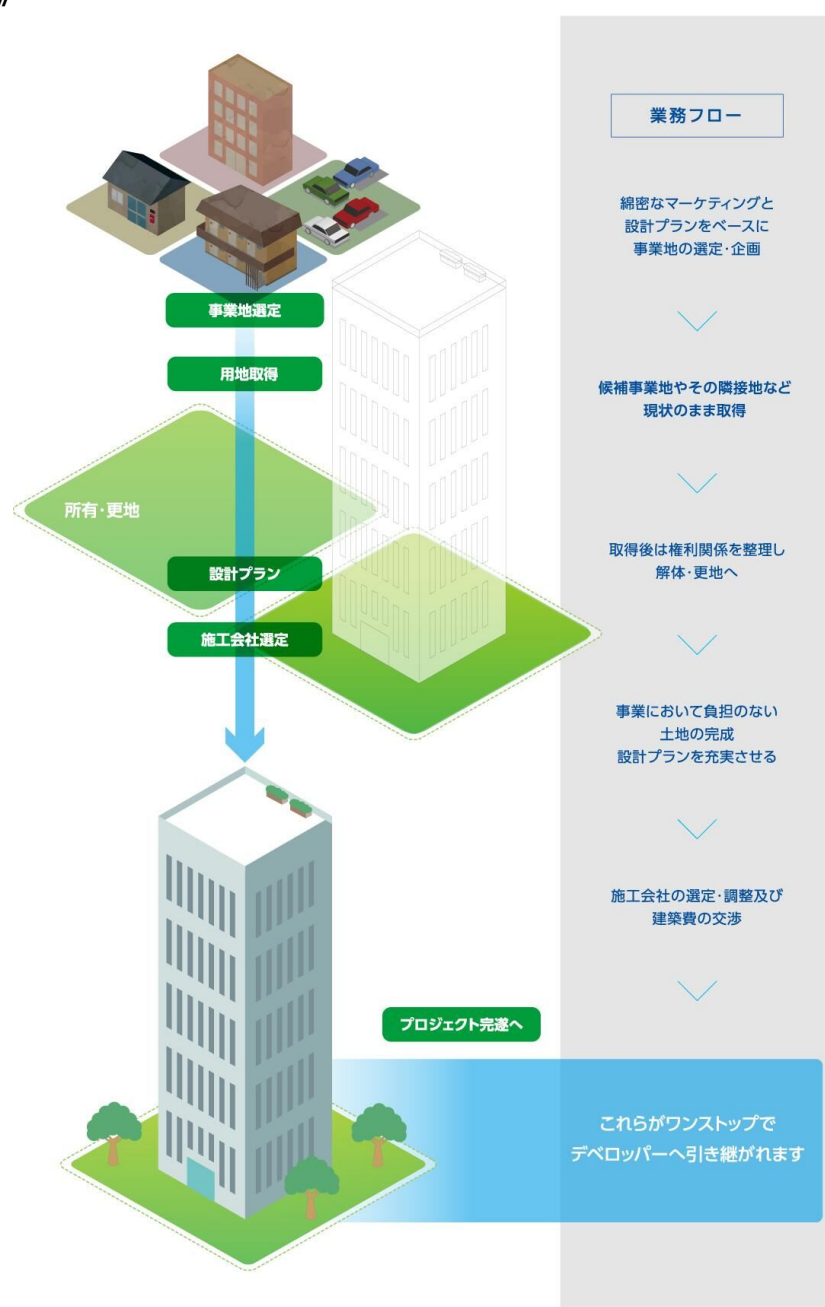 業務フロー
綿密なマーケティングと
設計プランをベースに
事業地の選定・企画
候補事業地やその隣接地など
現状のまま取得
取得後は権利関係を整理し
解体・更地へ
事業において負担のない
土地の完成
設計プランを充実させる
施工会社の選定・調整及び
建築費の交渉
これらがワンストップで
デベロッパーへ引き継がれます
事業地選定
用地取得
所有・更地
設計プラン
施工会社選定
プロジェクト完遂へ